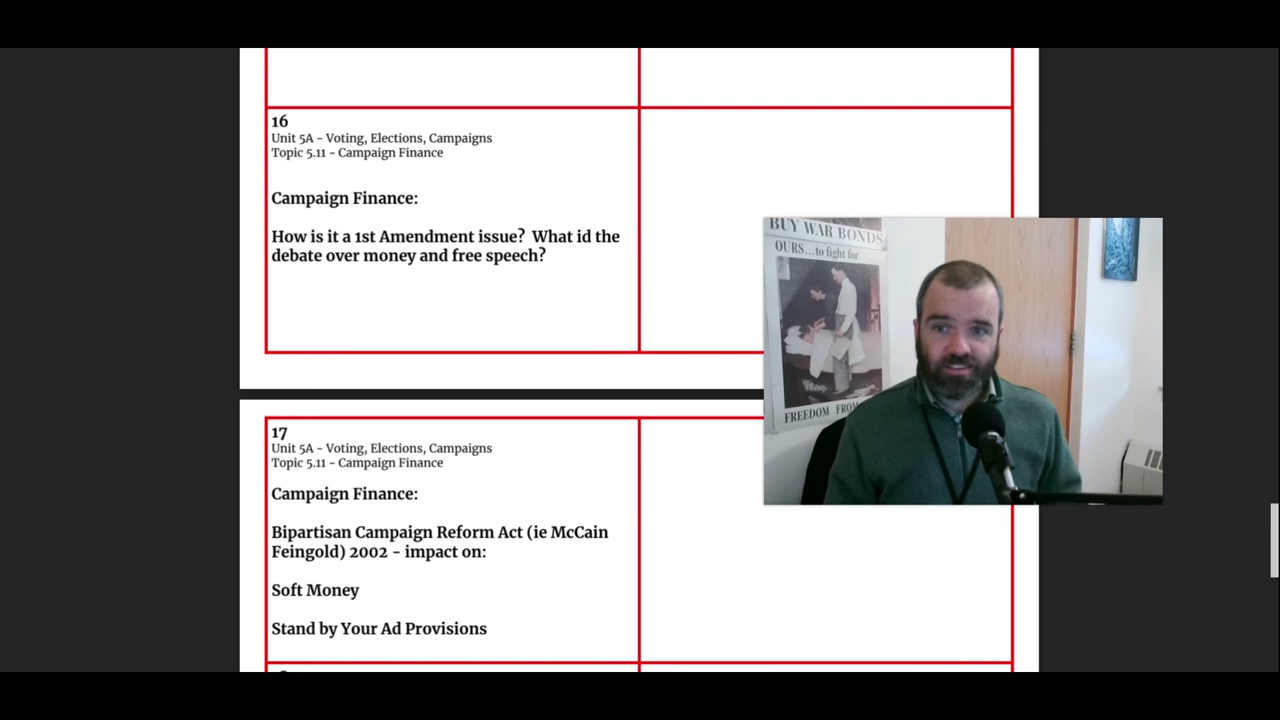 16
Unit 5A - Voting, Elections, Campaigns
Topic 5.11 - Campaign Finance
Campaign Finance:
How is it a 1st Amendment issue?  What id the
debate over money and free speech?
BUY WAR BONDS
OURS...to fight for
FREEDOM FROM
17
Unit 5A - Voting, Elections, Campaigns
Topic 5.11 - Campaign Finance
Campaign Finance:
Bipartisan Campaign Reform Act (ie McCain
Feingold) 2002 - impact on:
Soft Money
Stand by Your Ad Provisions